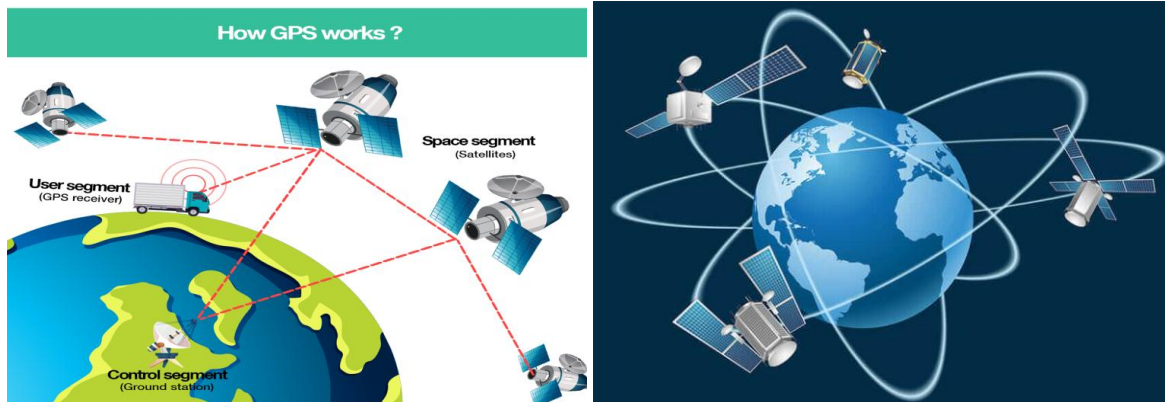 How GPS works ?
Space segment
(Satellites)
User segment
(GPS receiver)
Control segment
(Ground station)